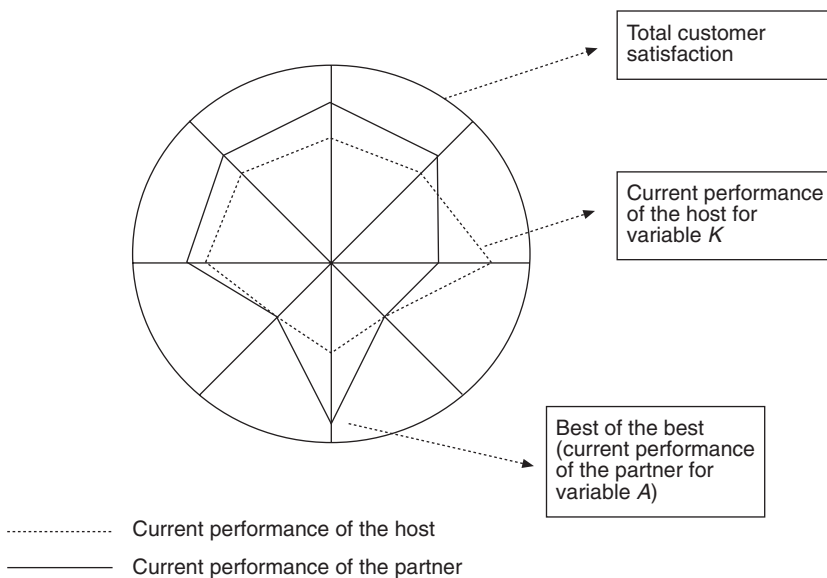 Total customer
satisfaction
Current performance
of the host for
variable K
Best of the best
(current performance
of the partner for
variable A)
Current performance of the host
Current performance of the partner